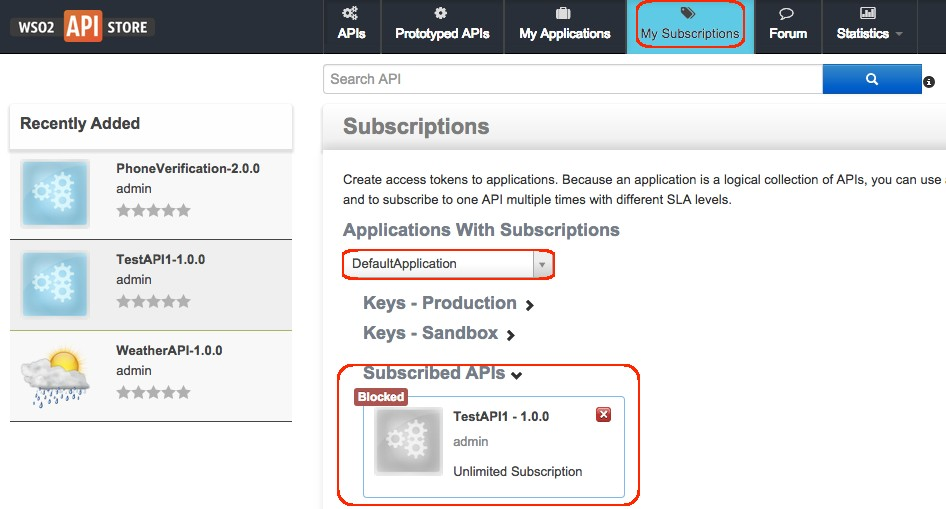 WSO2 API STORE
APIs
Prototyped APIs
My Applications
My Subscriptions
Forum
Statistics
Search API
Recently Added
PhoneVerification-2.0.0
admin
TestAPI1-1.0.0
admin
WeatherAPI-1.0.0
admin
Subscriptions
Create access tokens to applications. Because an application is a logical collection of APIs, you can use
and to subscribe to one API multiple times with different SLA levels.
Applications With Subscriptions
DefaultApplication
Keys - Production
Keys - Sandbox
Subscribed APIs
Blocked
TestAPI1 - 1.0.0
admin
Unlimited Subscription